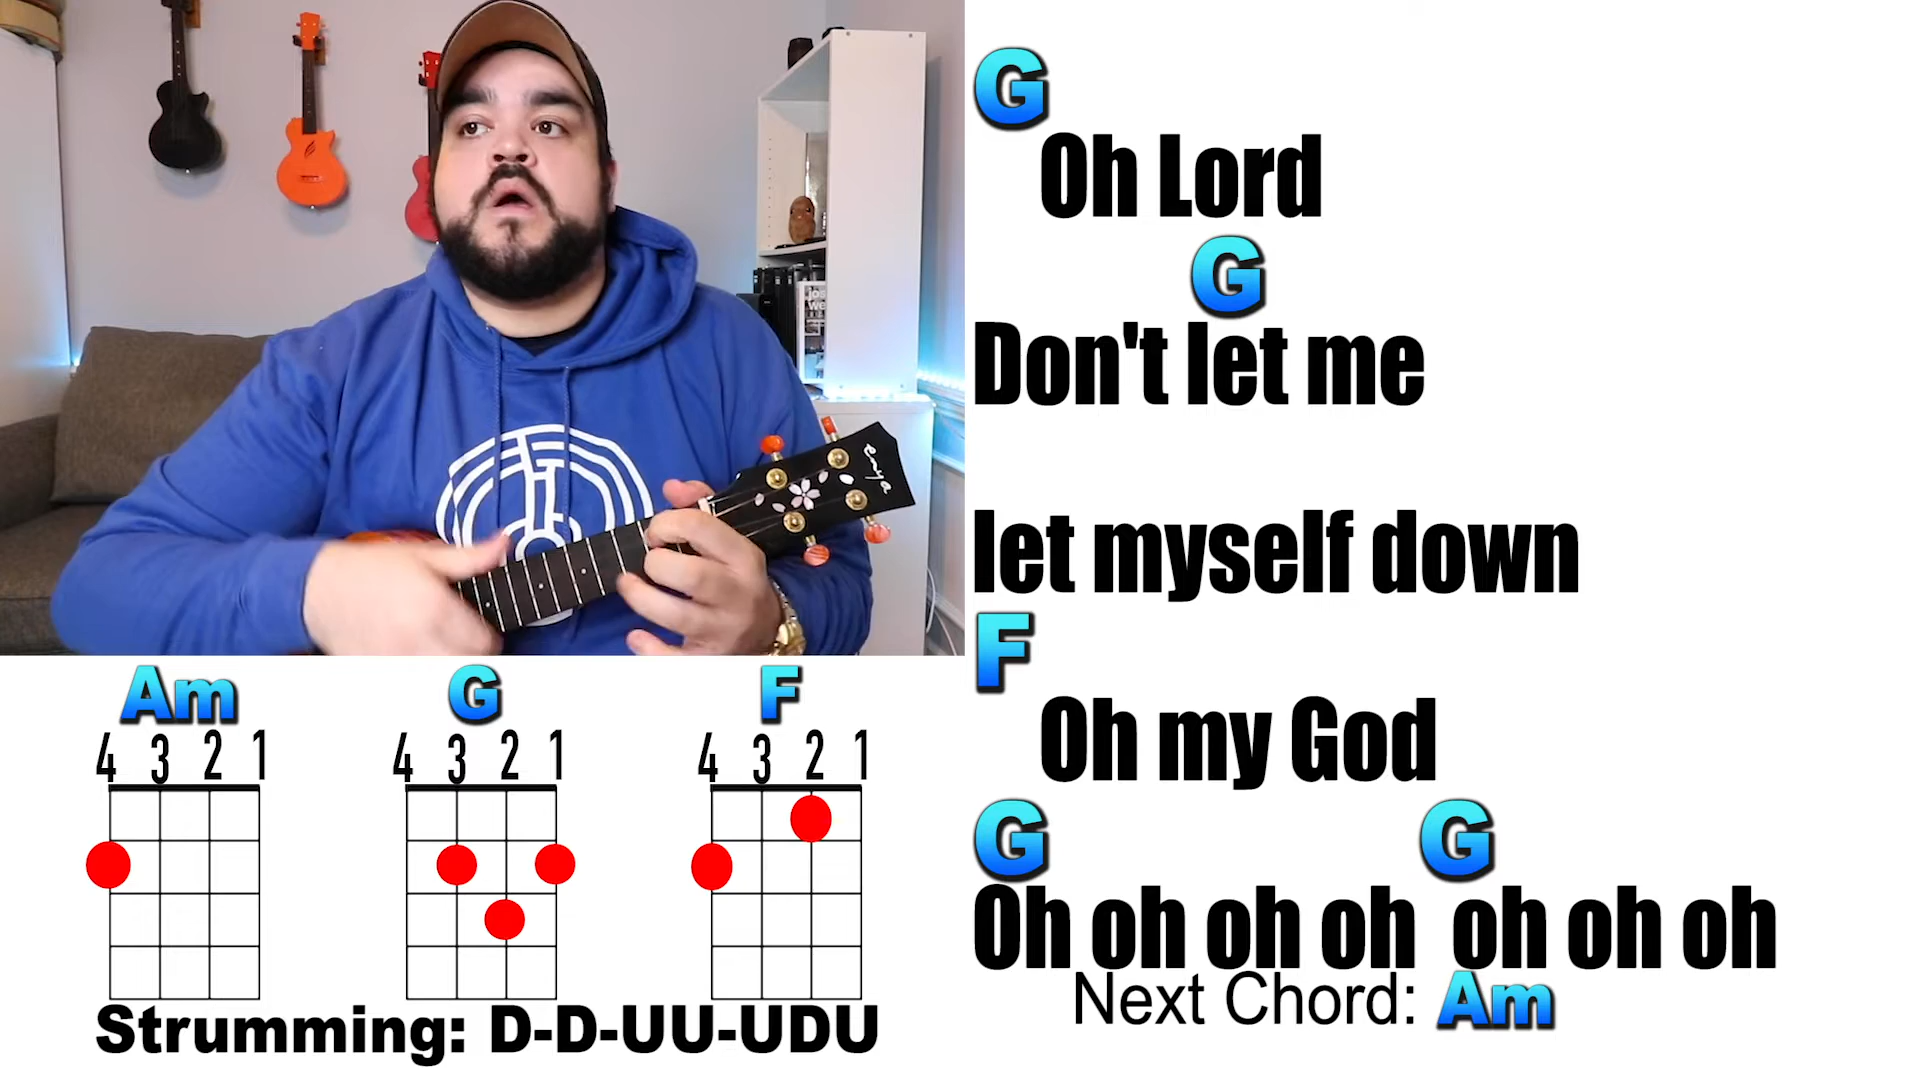 G
Oh Lord
G
Don't let me
let myself down
F
Oh my God
G G
Oh oh oh oh oh oh oh
Next Chord: Am
enya
Am G F
4 3 2 1 4 3 2 1 4 3 2 1
Strumming: D-D-UU-UDU